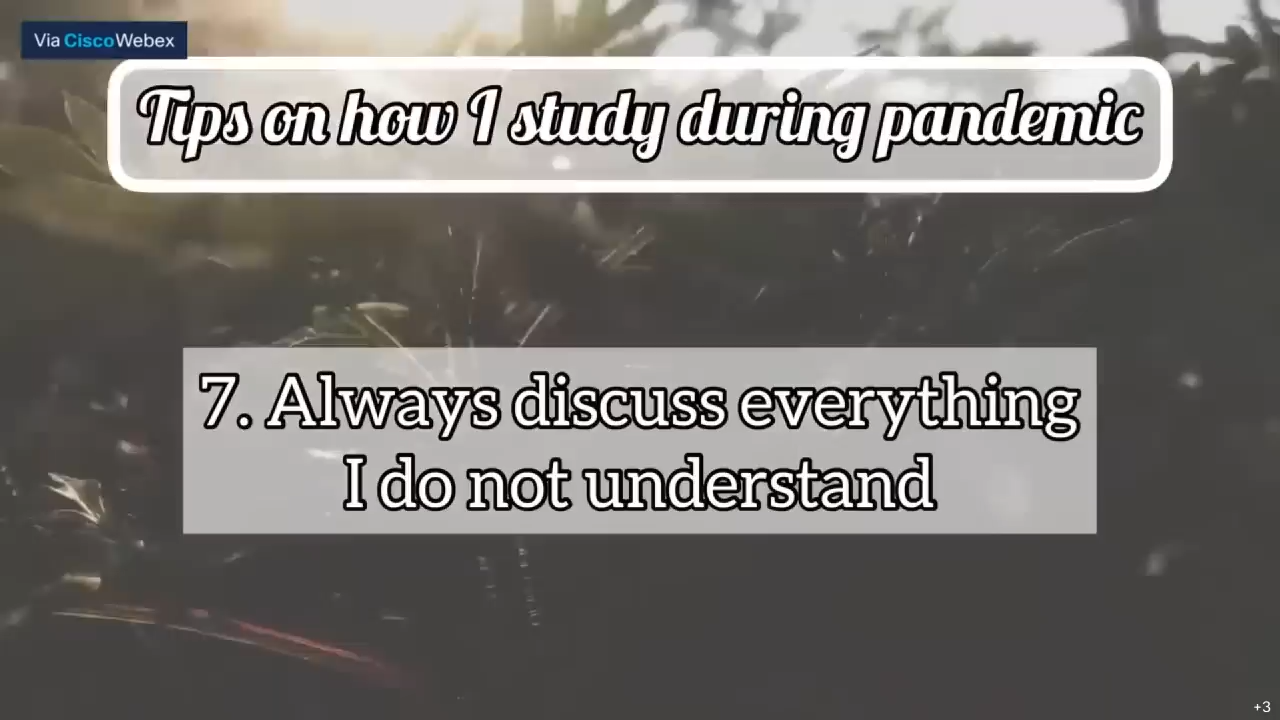 Via CiscoWebex
Tips on how I study during pandemic
7. Always discuss everything
I do not understand
+3